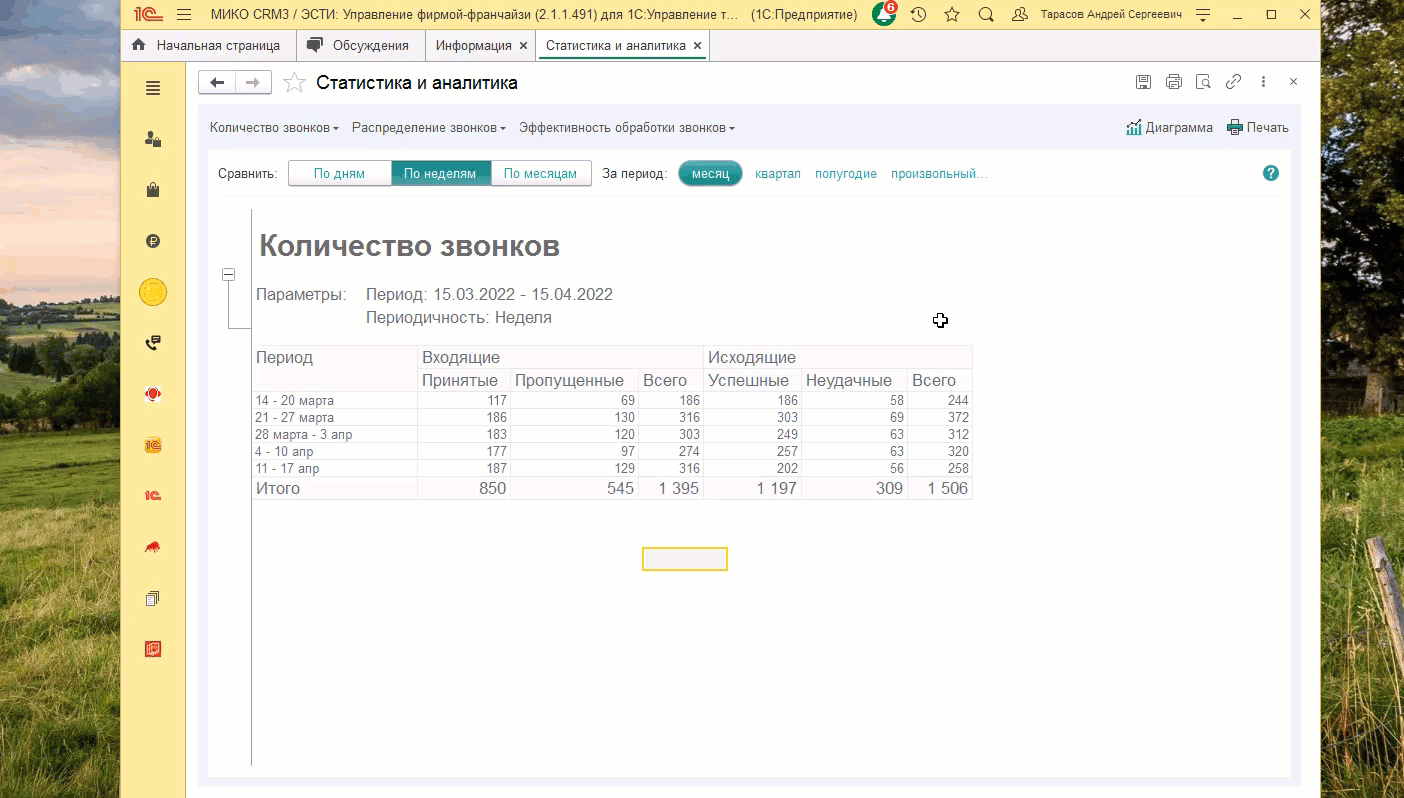 1С МИКО CRM3 / ЭСТИ: Управление фирмой-франчайзи (2.1.1.491) для 1С:Управление т... (1С:Предприятие) 6 Тарасов Андрей Сергеевич
Начальная страница Обсуждения Информация × Статистика и аналитика ×
Статистика и аналитика
Количество звонков Распределение звонков Эффективность обработки звонков Диаграмма Печать
Сравнить: По дням По неделям По месяцам За период: месяц квартал полугодие произвольный... ?
Количество звонков
Параметры: Период: 15.03.2022 - 15.04.2022
Периодичность: Неделя
Период Входящие Исходящие
Принятые Пропущенные Всего Успешные Неудачные Всего
14 - 20 марта 117 69 186 186 58 244
21 - 27 марта 186 130 316 303 69 372
28 марта - 3 апр 183 120 303 249 63 312
4 - 10 апр 177 97 274 257 63 320
11 - 17 апр 187 129 316 202 56 258
Итого 850 545 1 395 1 197 309 1 506
1С
1С